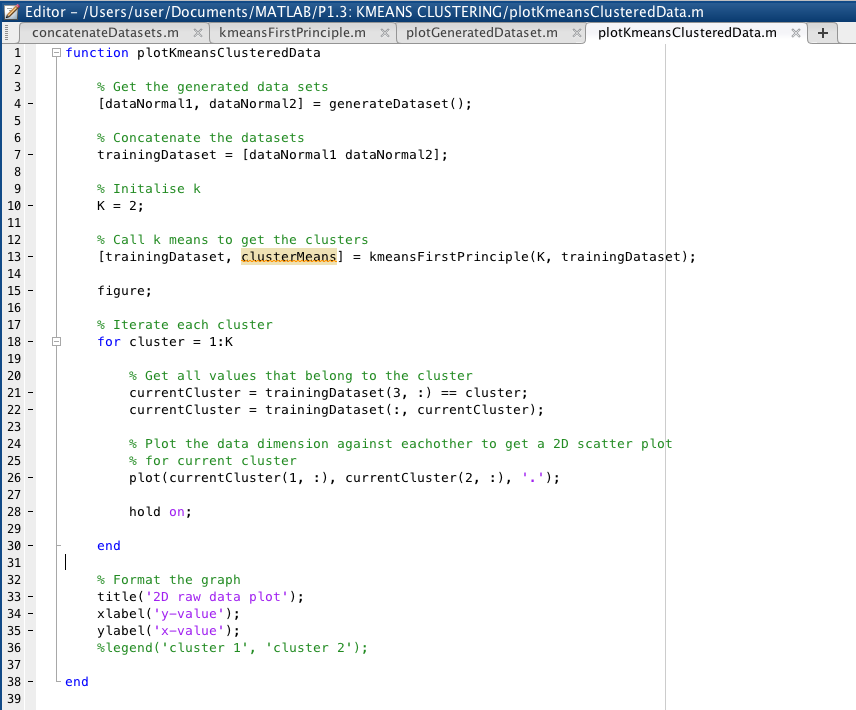 Editor – /Users/user/Documents/MATLAB/P1.3: KMEANS CLUSTERING/plotKmeansClusteredData.m
concatenateDatasets.m × kmeansFirstPrinciple.m × plotGeneratedDataset.m × plotKmeansClusteredData.m × +
1 function plotKmeansClusteredData
2
3 % Get the generated data sets
4 – [dataNormal1, dataNormal2] = generateDataset();
5
6 % Concatenate the datasets
7 – trainingDataset = [dataNormal1 dataNormal2];
8
9 % Initalise k
10 – K = 2;
11
12 % Call k means to get the clusters
13 – [trainingDataset, clusterMeans] = kmeansFirstPrinciple(K, trainingDataset);
14
15 – figure;
16
17 % Iterate each cluster
18 – for cluster = 1:K
19
20 % Get all values that belong to the cluster
21 – currentCluster = trainingDataset(3, :) == cluster;
22 – currentCluster = trainingDataset(:, currentCluster);
23
24 % Plot the data dimension against eachother to get a 2D scatter plot
25 % for current cluster
26 – plot(currentCluster(1, :), currentCluster(2, :), '.');
27
28 – hold on;
29
30 – end
31
32 % Format the graph
33 – title('2D raw data plot');
34 – xlabel('y-value');
35 – ylabel('x-value');
36 %legend('cluster 1', 'cluster 2');
37
38 – end
39